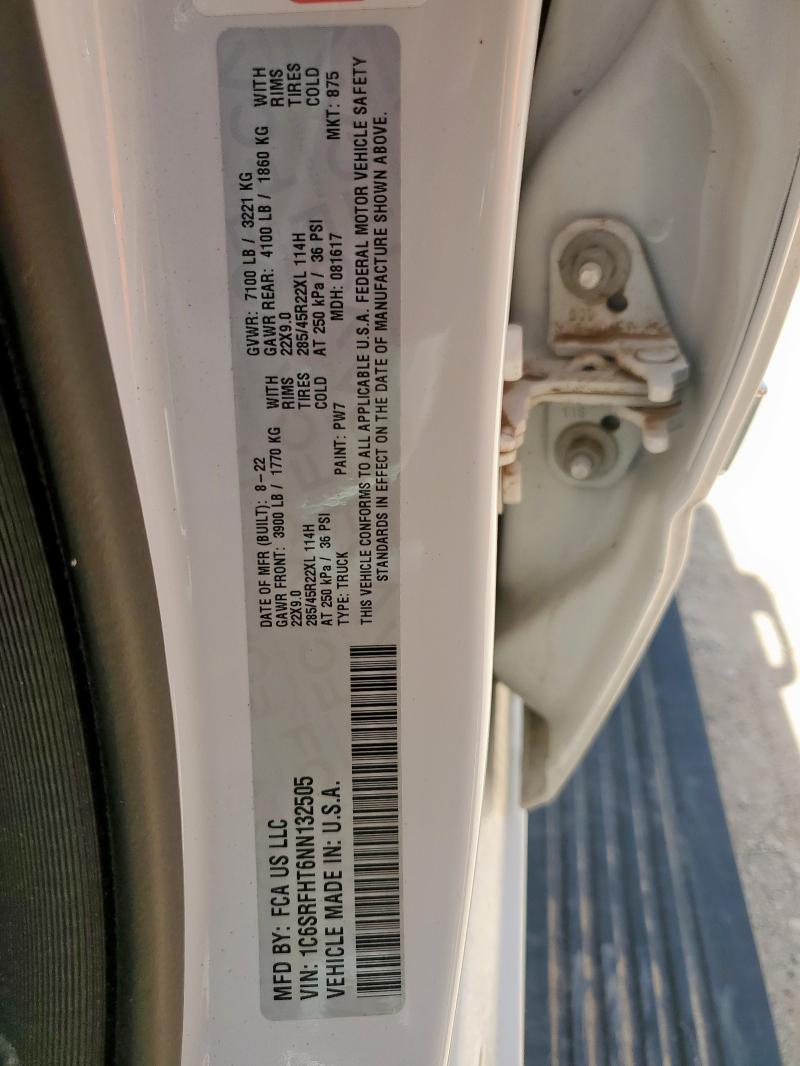 MFD BY: FCA US LLC
VIN: 1C6SRFHT6NN132505
VEHICLE MADE IN: U.S.A.
DATE OF MFR (BUILT): 8-22
GAWR FRONT: 3900 LB / 1770 KG WITH
22X9.0 RIMS
285/45R22XL 114H TIRES
AT 250 kPa / 36 PSI COLD
TYPE: TRUCK PAINT: PW7
GVWR: 7100 LB / 3221 KG
GAWR REAR: 4100 LB / 1860 KG WITH
22X9.0 RIMS
285/45R22XL 114H TIRES
AT 250 kPa / 36 PSI COLD
MDH: 081617 MKT: 875
THIS VEHICLE CONFORMS TO ALL APPLICABLE U.S.A. FEDERAL MOTOR VEHICLE SAFETY
STANDARDS IN EFFECT ON THE DATE OF MANUFACTURE SHOWN ABOVE.